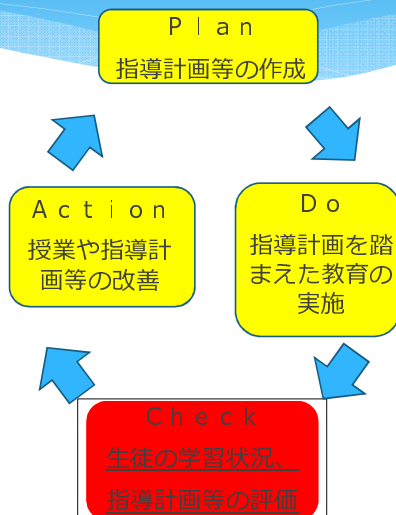 Plan
指導計画等の作成
Action
授業や指導計
画等の改善
Do
指導計画を踏
まえた教育の
実施
Check
生徒の学習状況、
指導計画等の評価